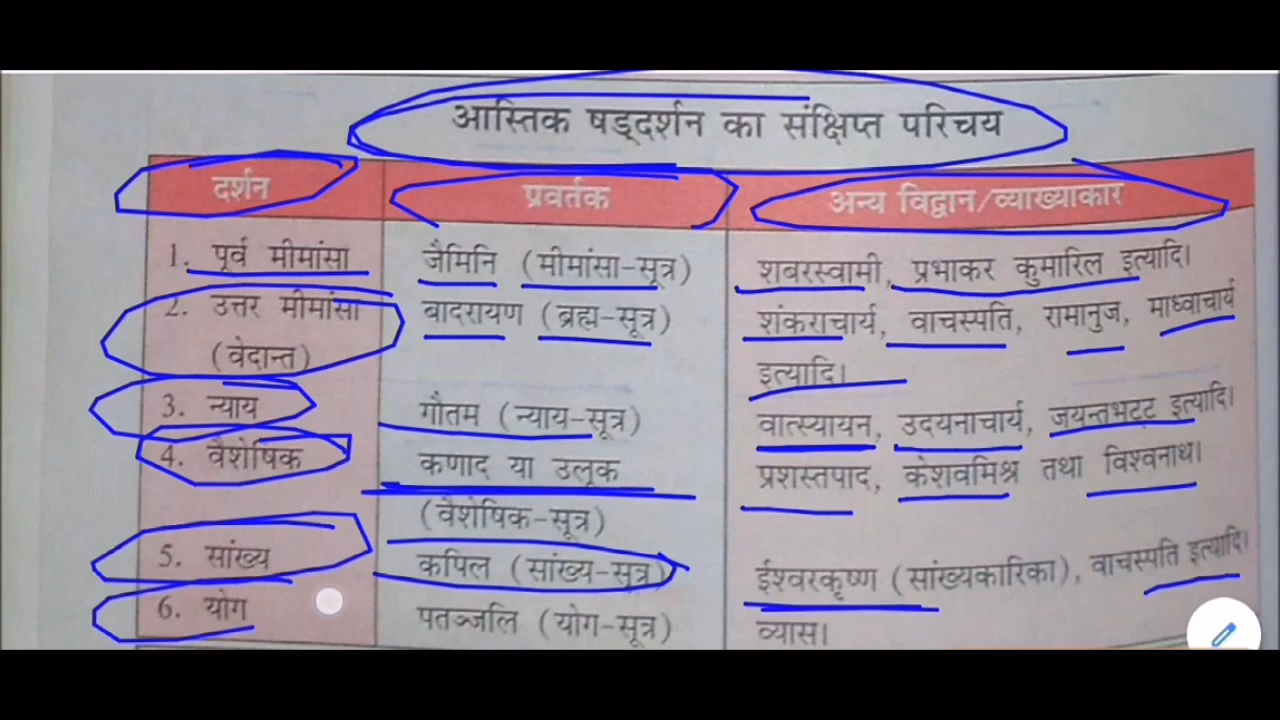 आस्तिक षड्दर्शन का संक्षिप्त परिचय
दर्शन प्रवर्तक अन्य विद्वान/व्याख्याकार
1. पूर्व मीमांसा जैमिनि (मीमांसा-सूत्र) शबरस्वामी, प्रभाकर कुमारिल इत्यादि।
2. उत्तर मीमांसा बादरायण (ब्रह्म-सूत्र) शंकराचार्य, वाचस्पति, रामानुज, माध्वाचार्य
(वेदान्त) इत्यादि।
3. न्याय गौतम (न्याय-सूत्र) वात्स्यायन, उदयनाचार्य, जयन्तभट्ट इत्यादि।
4. वैशेषिक कणाद या उलूक प्रशस्तपाद, केशवमिश्र तथा विश्वनाथ।
(वैशेषिक-सूत्र)
5. सांख्य कपिल (सांख्य-सूत्र) ईश्वरकृष्ण (सांख्यकारिका), वाचस्पति इत्यादि।
6. योग पतञ्जलि (योग-सूत्र) व्यास।